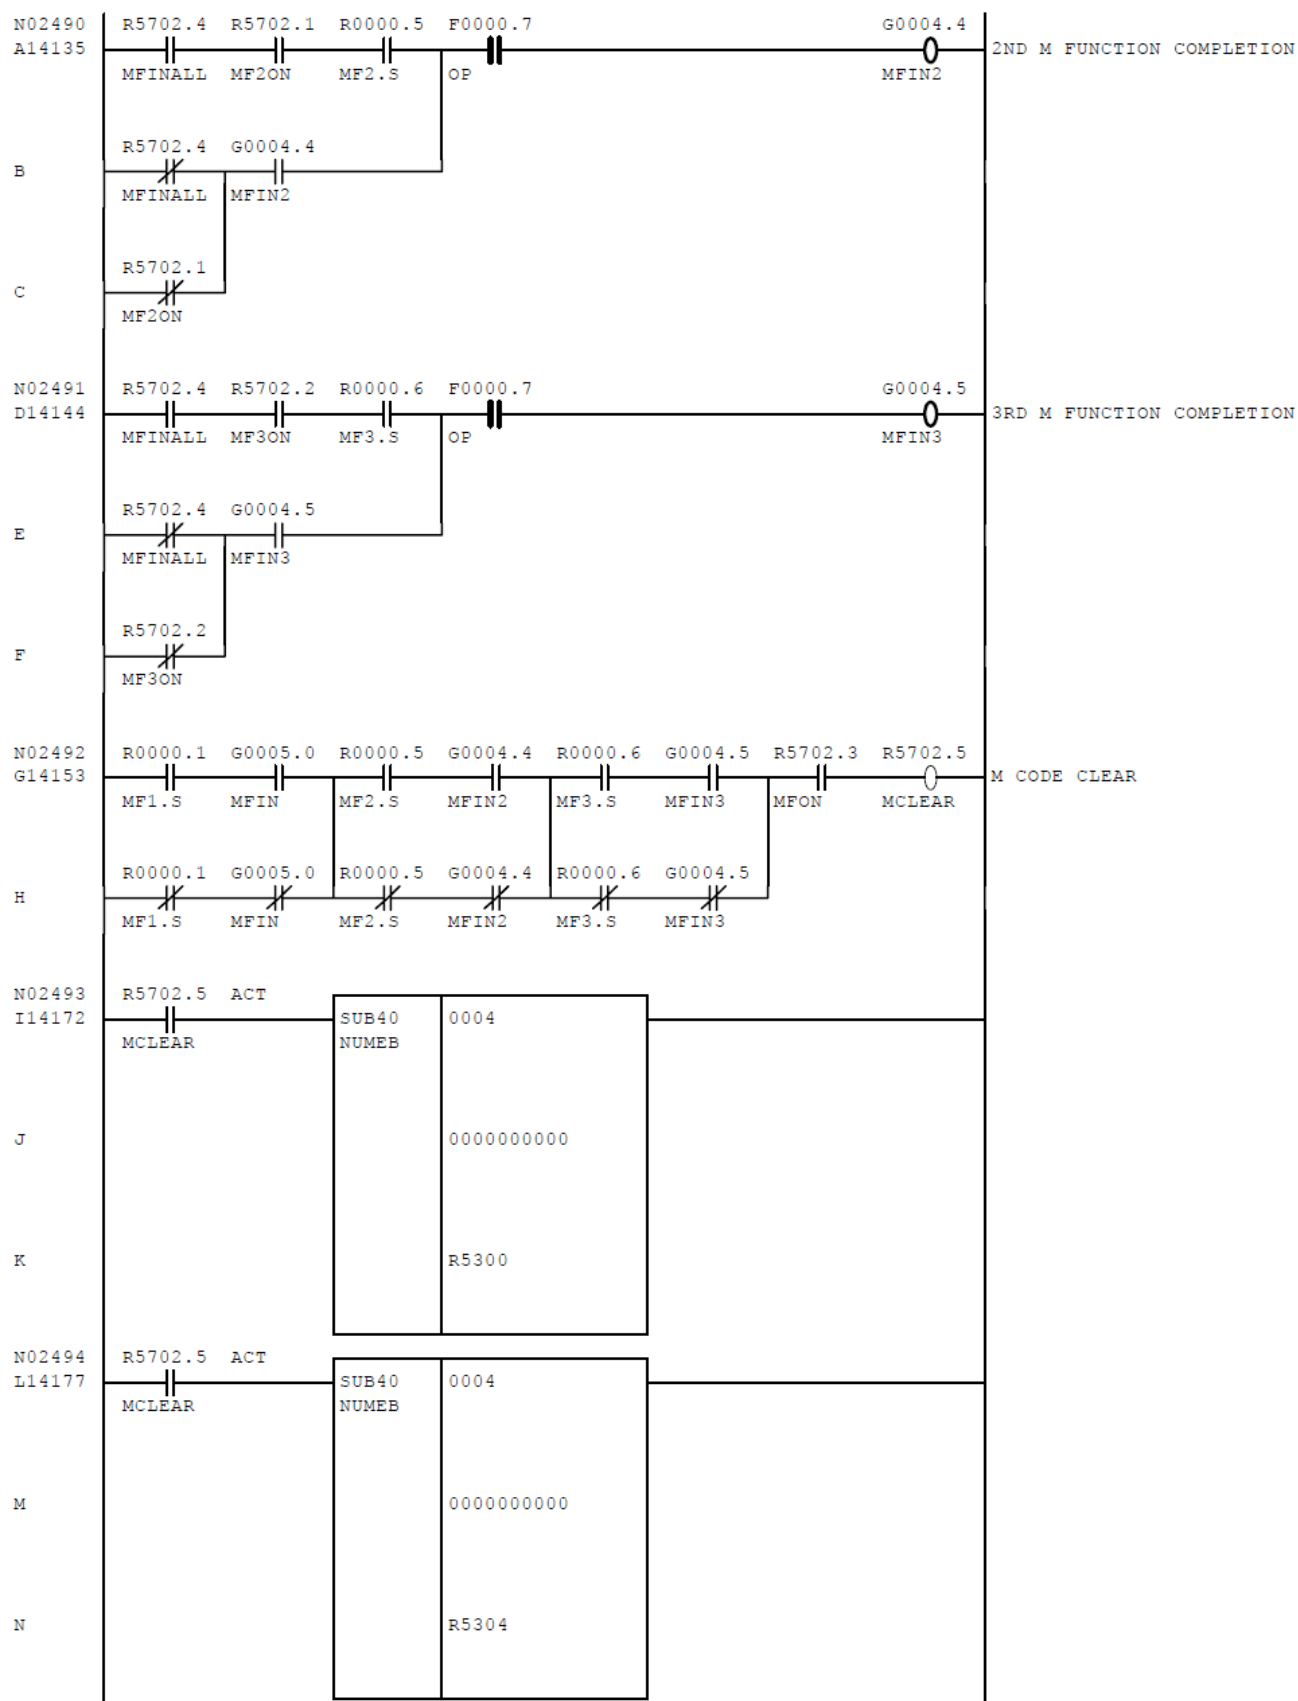 N02490 R5702.4 R5702.1 R0000.5 F0000.7 G0004.4
A14135 2ND M FUNCTION COMPLETION
MFINALL MF2ON MF2.S OP MFIN2
R5702.4 G0004.4
B
MFINALL MFIN2
R5702.1
C
MF2ON
N02491 R5702.4 R5702.2 R0000.6 F0000.7 G0004.5
D14144 3RD M FUNCTION COMPLETION
MFINALL MF3ON MF3.S OP MFIN3
R5702.4 G0004.5
E
MFINALL MFIN3
R5702.2
F
MF3ON
N02492 R0000.1 G0005.0 R0000.5 G0004.4 R0000.6 G0004.5 R5702.3 R5702.5
G14153 M CODE CLEAR
MF1.S MFIN MF2.S MFIN2 MF3.S MFIN3 MFON MCLEAR
R0000.1 G0005.0 R0000.5 G0004.4 R0000.6 G0004.5
H
MF1.S MFIN MF2.S MFIN2 MF3.S MFIN3
N02493 R5702.5 ACT
I14172 SUB40 0004
MCLEAR NUMEB
J 0000000000
K R5300
N02494 R5702.5 ACT
L14177 SUB40 0004
MCLEAR NUMEB
M 0000000000
N R5304